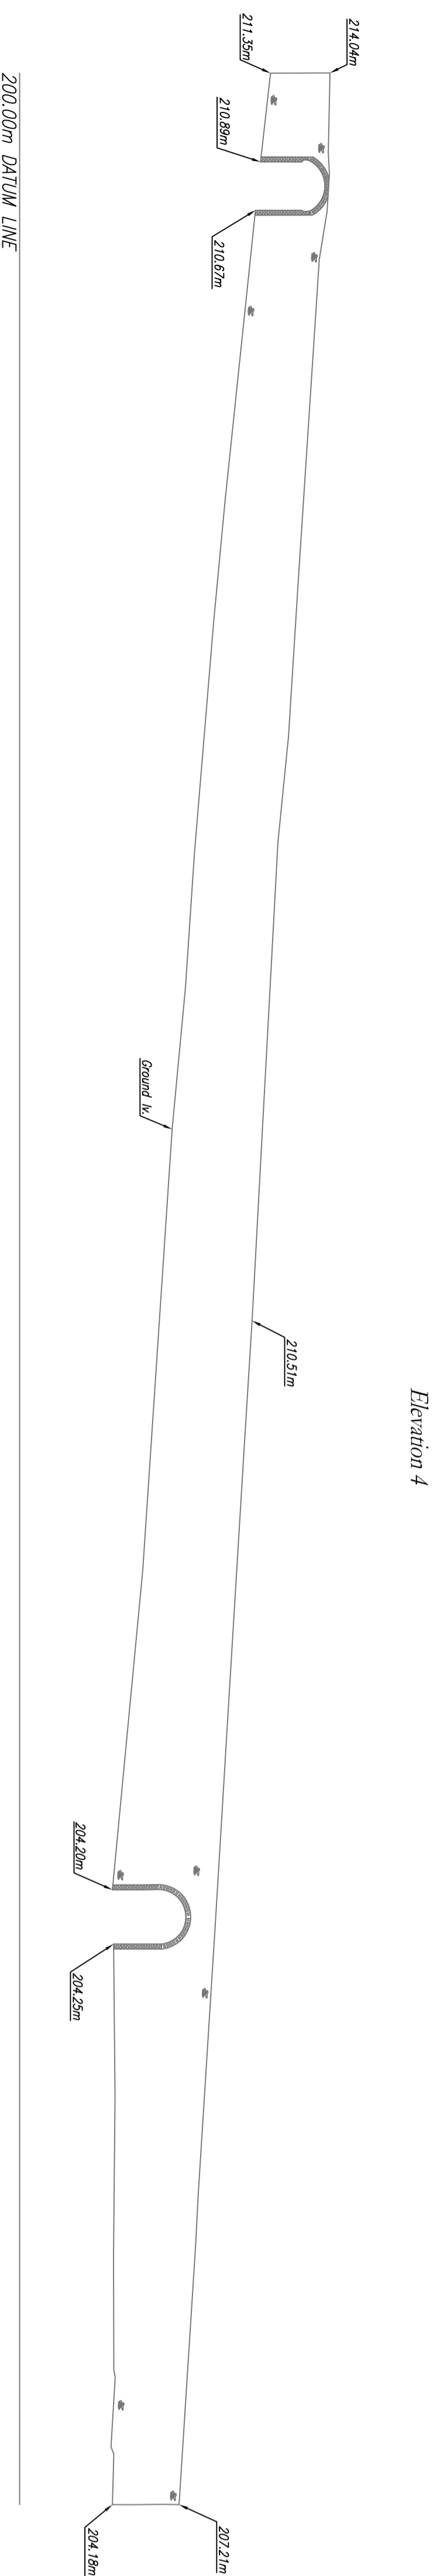 Elevation 4
214.04m
211.35m
210.89m
210.67m
Ground lv.
210.51m
204.20m
204.25m
207.21m
204.18m
200.00m DATUM LINE